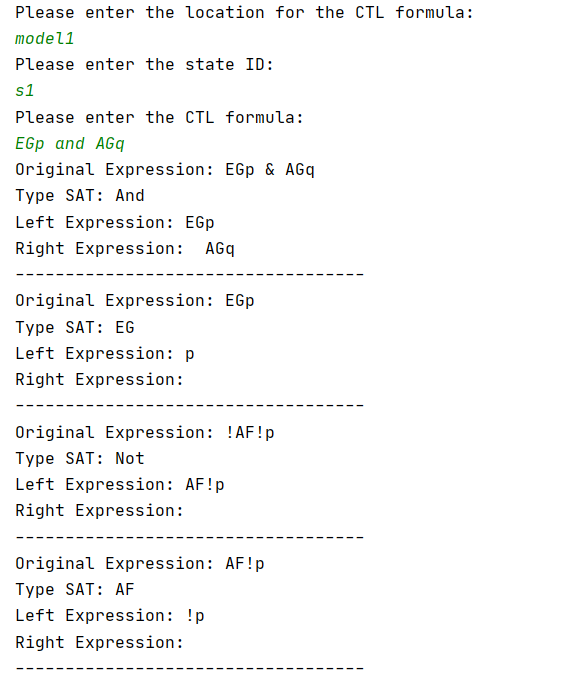 Please enter the location for the CTL formula:
model1
Please enter the state ID:
s1
Please enter the CTL formula:
EGp and AGq
Original Expression: EGp & AGq
Type SAT: And
Left Expression: EGp
Right Expression:  AGq
-----------------------------------
Original Expression: EGp
Type SAT: EG
Left Expression: p
Right Expression:
-----------------------------------
Original Expression: !AF!p
Type SAT: Not
Left Expression: AF!p
Right Expression:
-----------------------------------
Original Expression: AF!p
Type SAT: AF
Left Expression: !p
Right Expression:
-----------------------------------